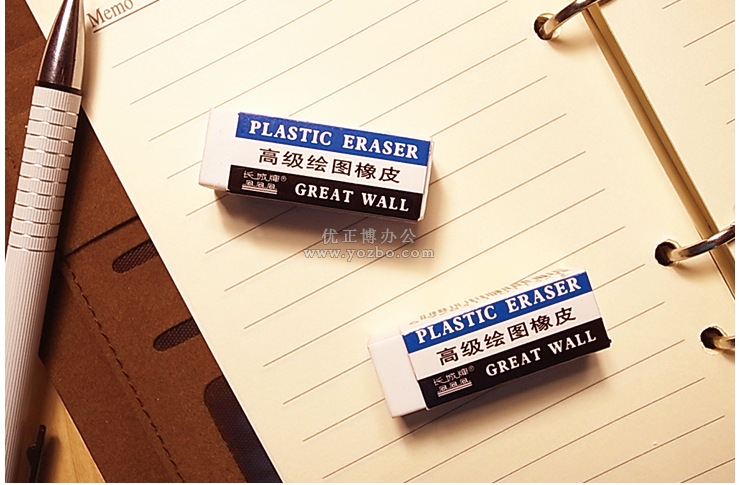 Memo
PLASTIC ERASER
高级绘图橡皮
长城牌®
GREAT WALL
优正博办公
www.yozbo.com
PLASTIC ERASER
高级绘图橡皮
长城牌®
GREAT WALL